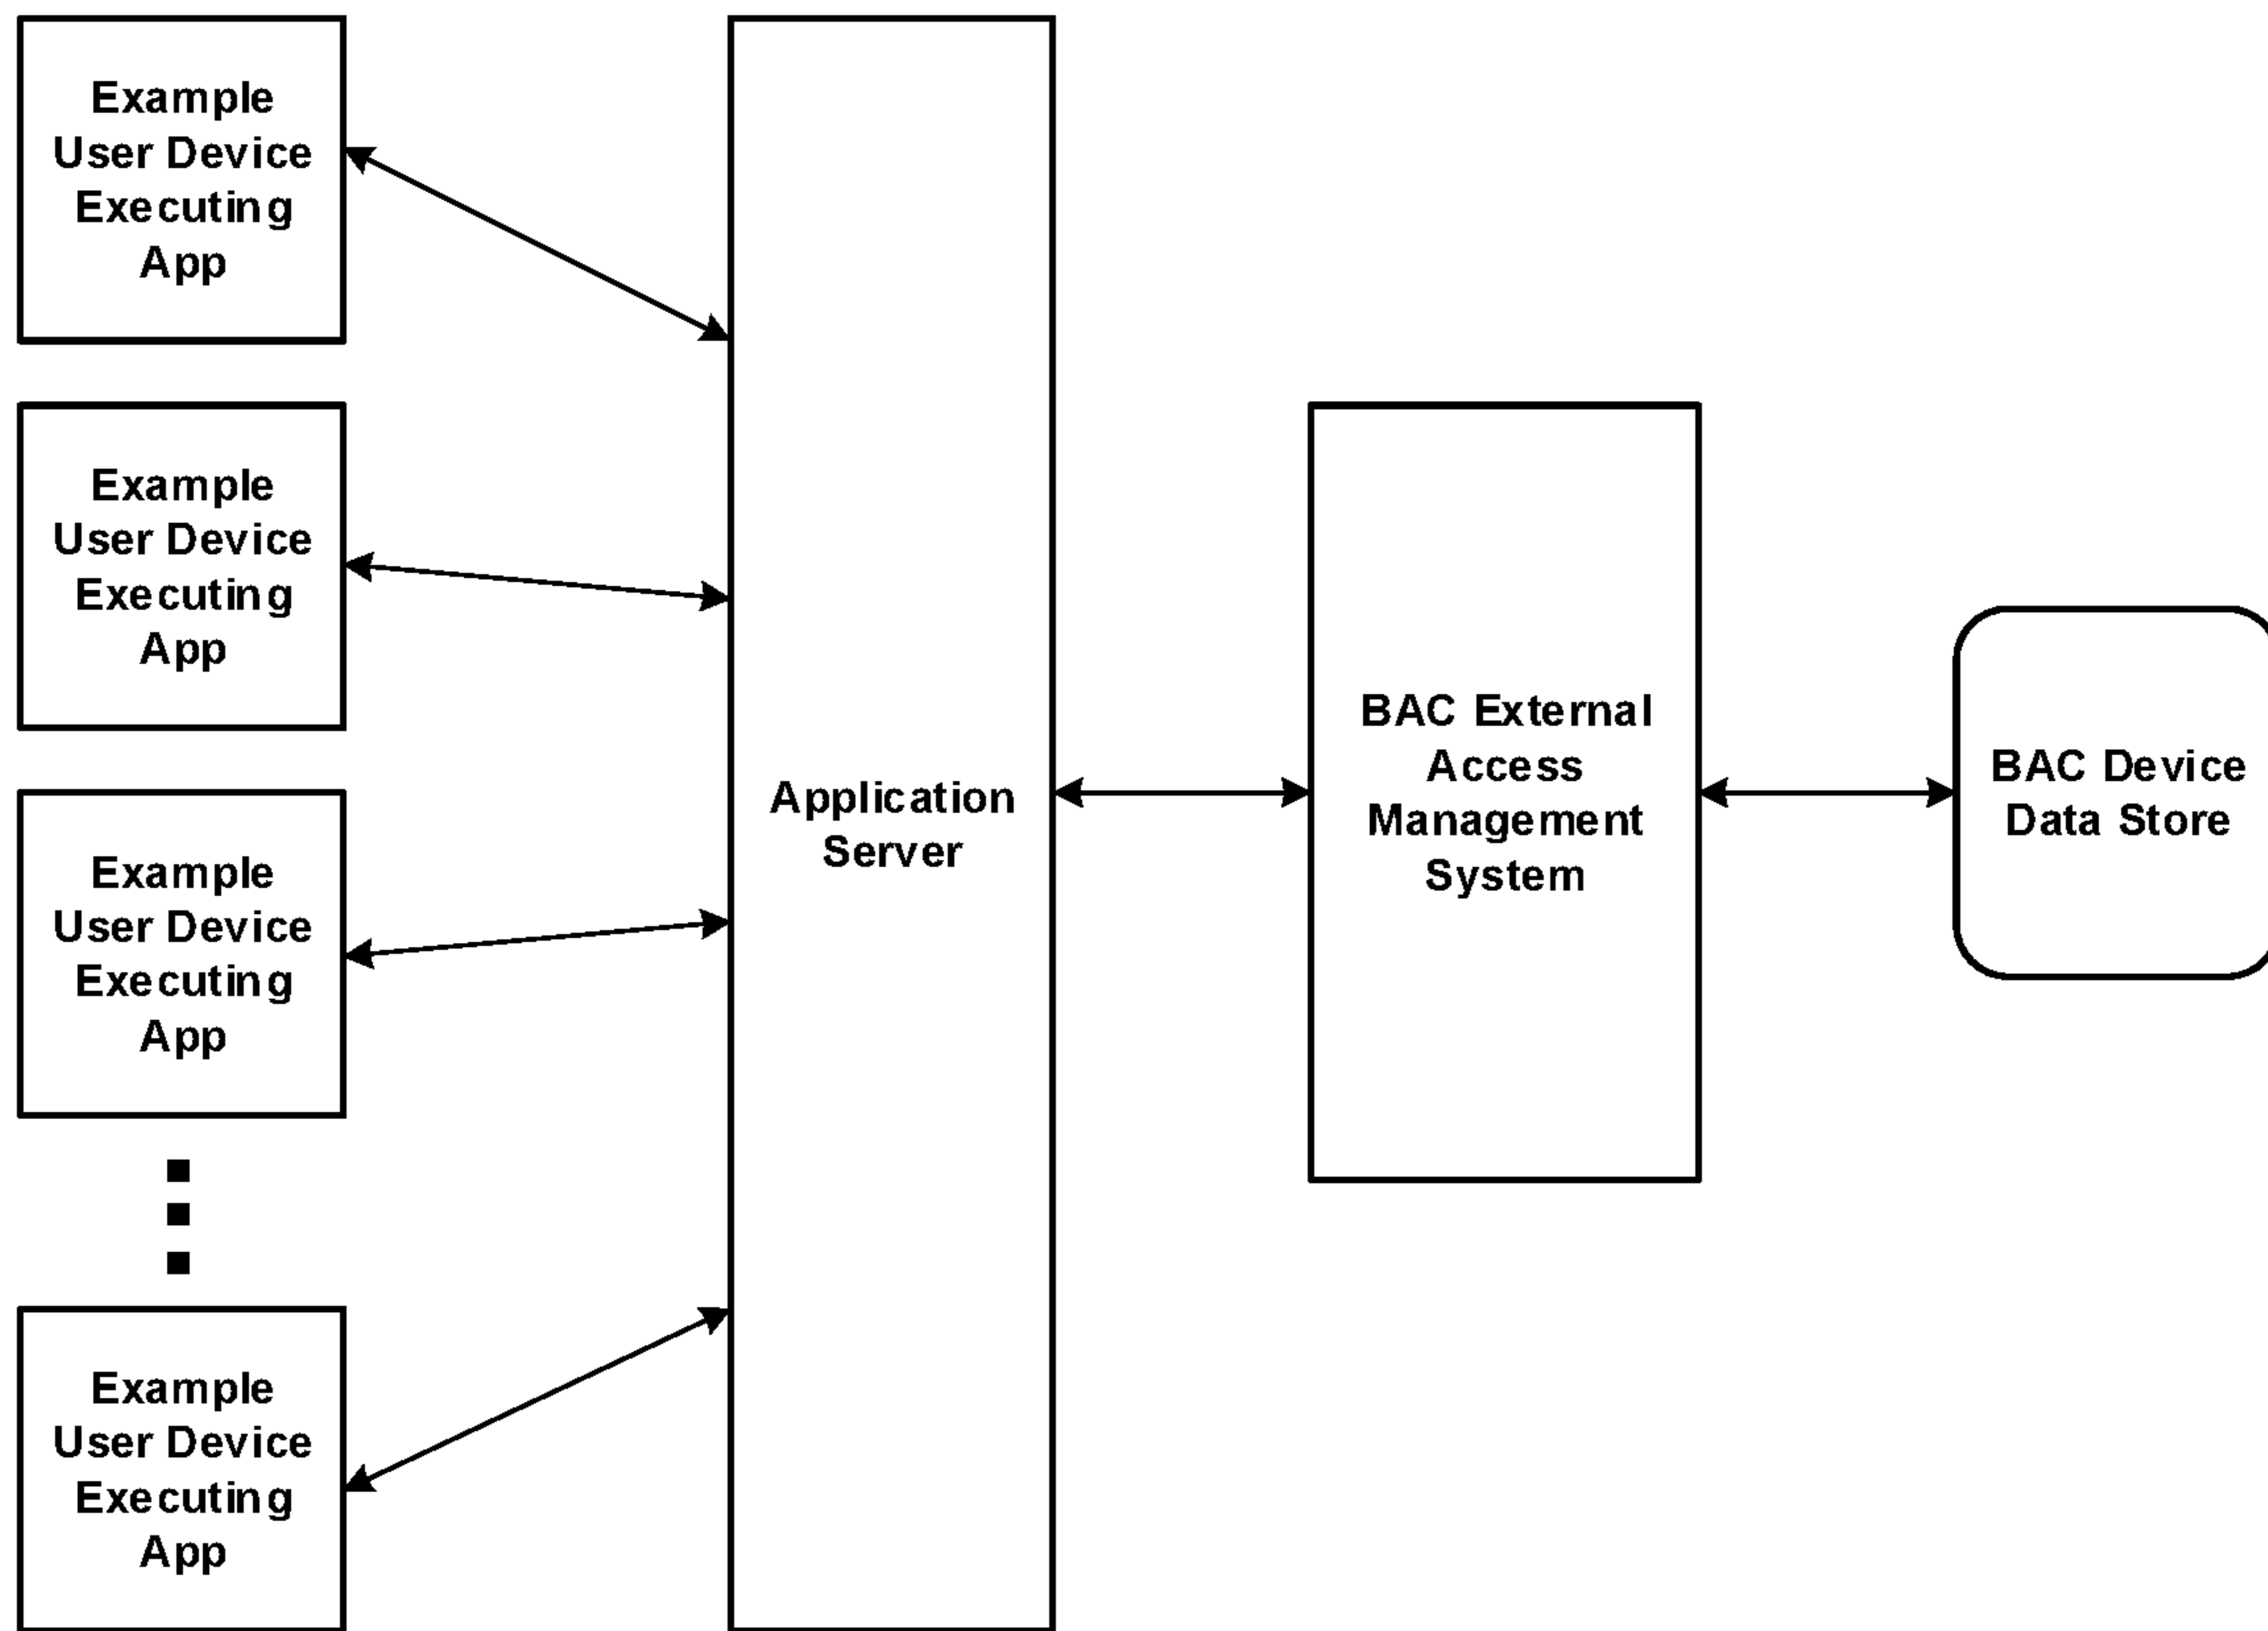 Example
User Device
Executing
App
Example
User Device
Executing
App
Example
User Device
Executing
App
Example
User Device
Executing
App
Application
Server
BAC External
Access
Management
System
BAC Device
Data Store